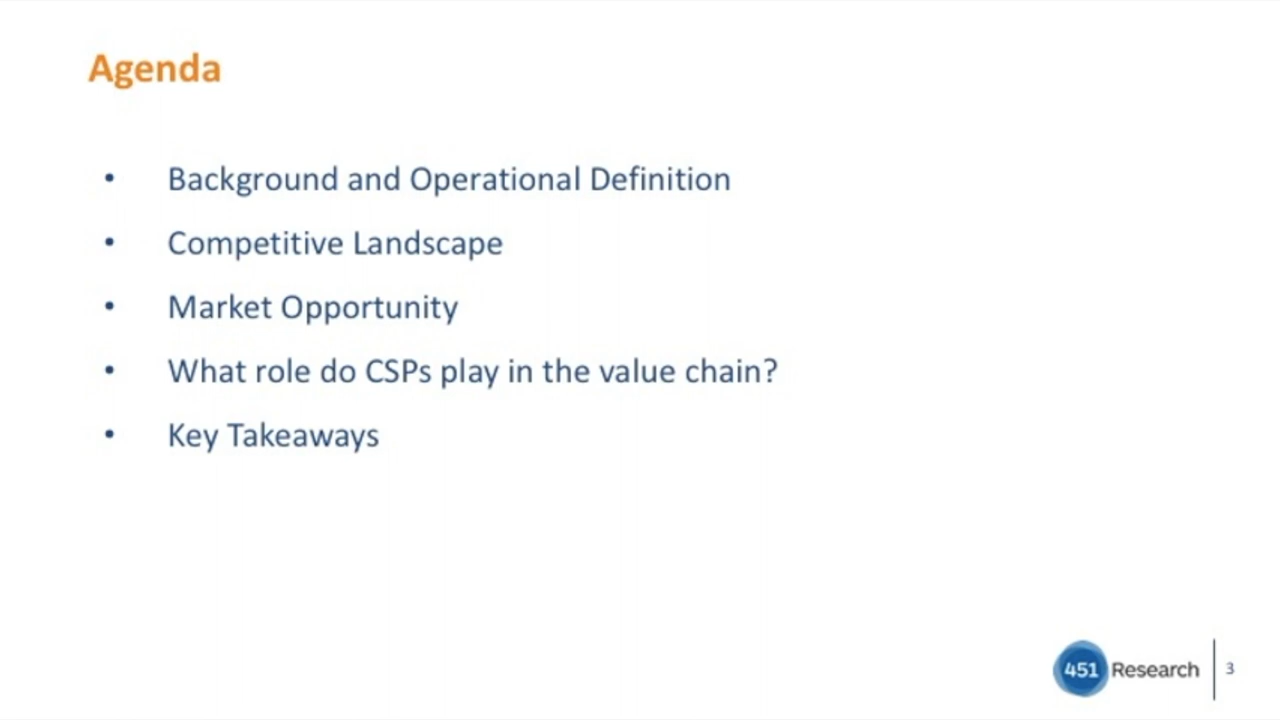 Agenda
• Background and Operational Definition
• Competitive Landscape
• Market Opportunity
• What role do CSPs play in the value chain?
• Key Takeaways
451 Research 3